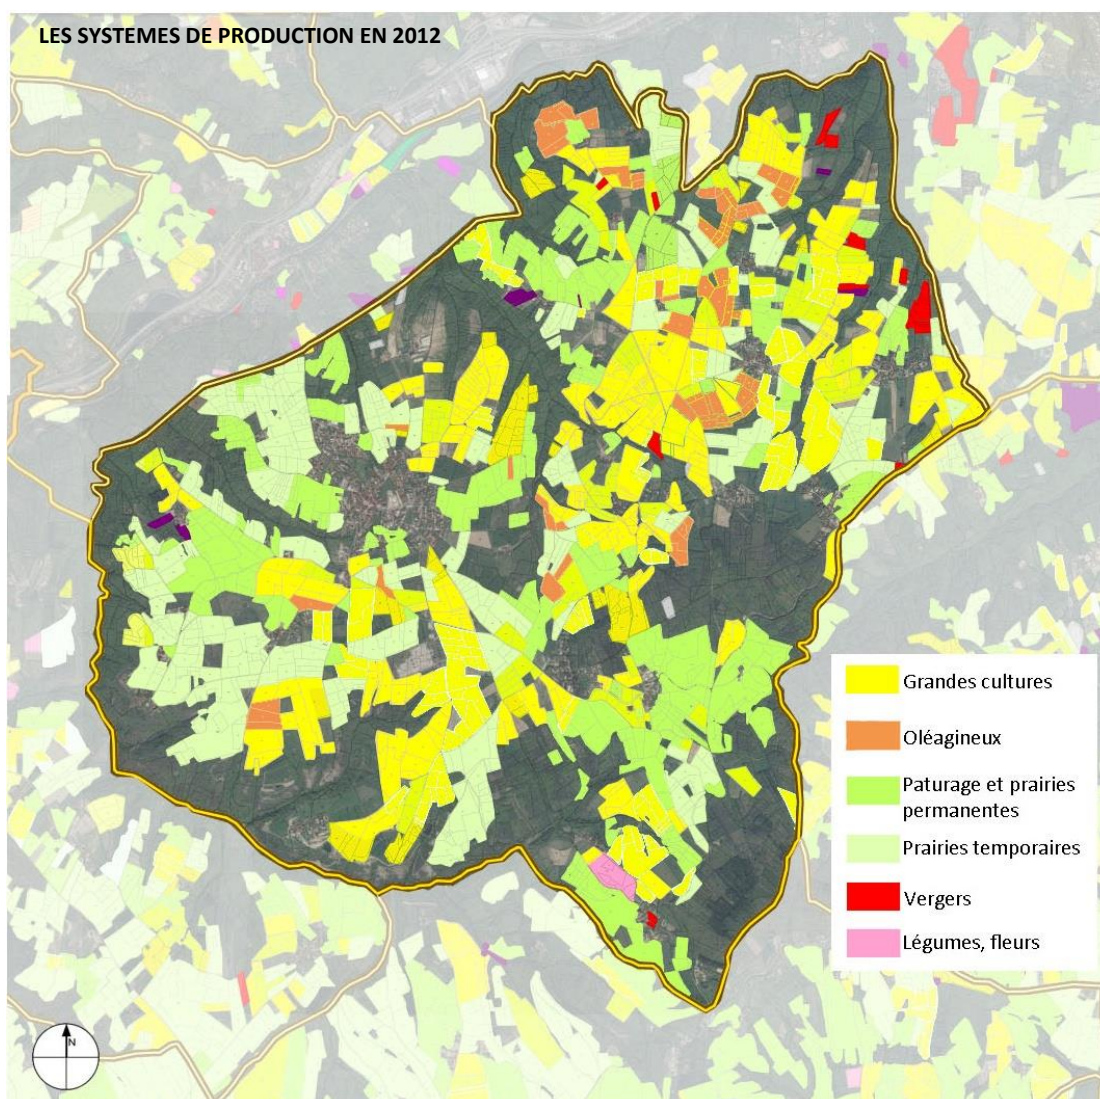 LES SYSTEMES DE PRODUCTION EN 2012
Grandes cultures
Oléagineux
Paturage et prairies
permanentes
Prairies temporaires
Vergers
Légumes, fleurs
N